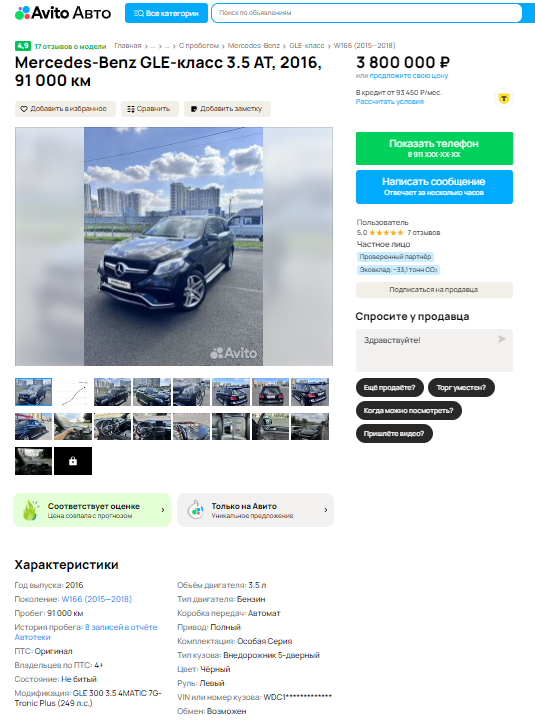 Avito Авто
Все категории
Поиск по объявлениям
4,9 17 отзывов о модели Главная › ... › ... › С пробегом › Mercedes-Benz › GLE-класс › W166 (2015—2018)
Mercedes-Benz GLE-класс 3.5 AT, 2016,
91 000 км
Добавить в избранное
Сравнить
Добавить заметку
3 800 000 ₽
или предложите свою цену
В кредит от 93 450 ₽/мес.
Рассчитать условия
Показать телефон
8 911 XXX-XX-XX
Написать сообщение
Отвечает за несколько часов
Пользователь
5,0 ★★★★★ 7 отзывов
Частное лицо
Проверенный партнёр
Эковклад: −33,1 тонн CO₂
Подписаться на продавца
Спросите у продавца
Здравствуйте!
Ещё продаёте?
Торг уместен?
Когда можно посмотреть?
Пришлёте видео?
Avito
Соответствует оценке
Цена совпала с прогнозом
Только на Авито
Уникальное предложение
Характеристики
Год выпуска: 2016
Поколение: W166 (2015—2018)
Пробег: 91 000 км
История пробега: 8 записей в отчёте
Автотеки
ПТС: Оригинал
Владельцев по ПТС: 4+
Состояние: Не битый
Модификация: GLE 300 3.5 4MATIC 7G-
Tronic Plus (249 л.с.)
Объём двигателя: 3.5 л
Тип двигателя: Бензин
Коробка передач: Автомат
Привод: Полный
Комплектация: Особая Серия
Тип кузова: Внедорожник 5-дверный
Цвет: Чёрный
Руль: Левый
VIN или номер кузова: WDC1*************
Обмен: Возможен